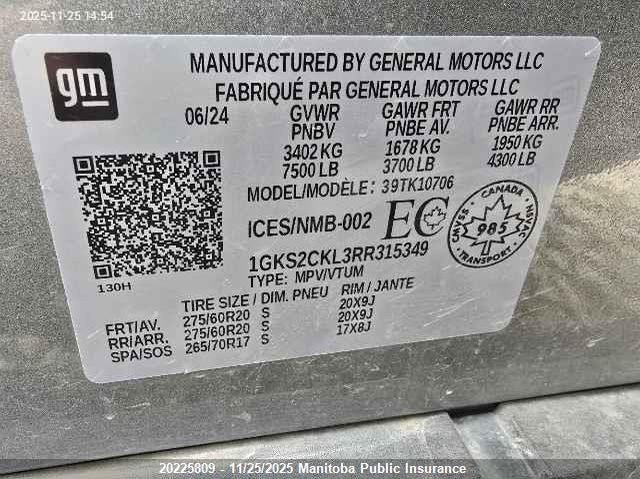 2025-11-25 14:54
gm
MANUFACTURED BY GENERAL MOTORS LLC
FABRIQUÉ PAR GENERAL MOTORS LLC
06/24 GVWR GAWR FRT GAWR RR
PNBV PNBE AV. PNBE ARR.
3402 KG 1678 KG 1950 KG
7500 LB 3700 LB 4300 LB
MODEL/MODÈLE: 39TK10706
ICES/NMB-002 EC
CANADA
CMVSS 985 NSVAC
TRANSPORT
1GKS2CKL3RR315349
TYPE: MPV/VTUM
130H
TIRE SIZE / DIM. PNEU RIM / JANTE
FRT/AV. 275/60R20 S 20X9J
RR/ARR. 275/60R20 S 20X9J
SPA/SOS 265/70R17 S 17X8J
20225809 - 11/25/2025 Manitoba Public Insurance